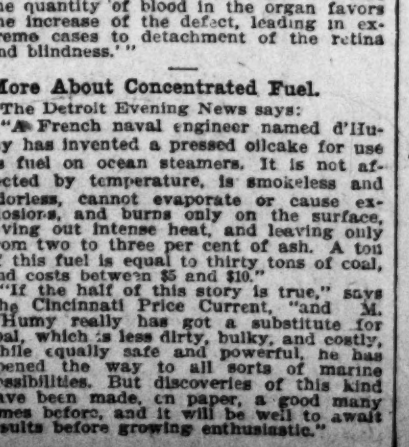 he quantity of blood in the organ favors
he increase of the defect, leading in ex-
reme cases to detachment of the retina
nd blindness.'"
More About Concentrated Fuel.
The Detroit Evening News says:
"A French naval engineer named d'Hu-
y has invented a pressed oilcake for use
s fuel on ocean steamers. It is not af-
ected by temperature, is smokeless and
dorless, cannot evaporate or cause ex-
losions, and burns only on the surface,
ving out intense heat, and leaving only
rom two to three per cent of ash. A ton
f this fuel is equal to thirty tons of coal,
nd costs between $5 and $10."
"If the half of this story is true," says
he Cincinnati Price Current, "and M.
'Humy really has got a substitute for
oal, which is less dirty, bulky, and costly,
hile equally safe and powerful, he has
pened the way to all sorts of marine
ossibilities. But discoveries of this kind
ave been made, on paper, a good many
mes before, and it will be well to await
sults before growing enthusiastic."